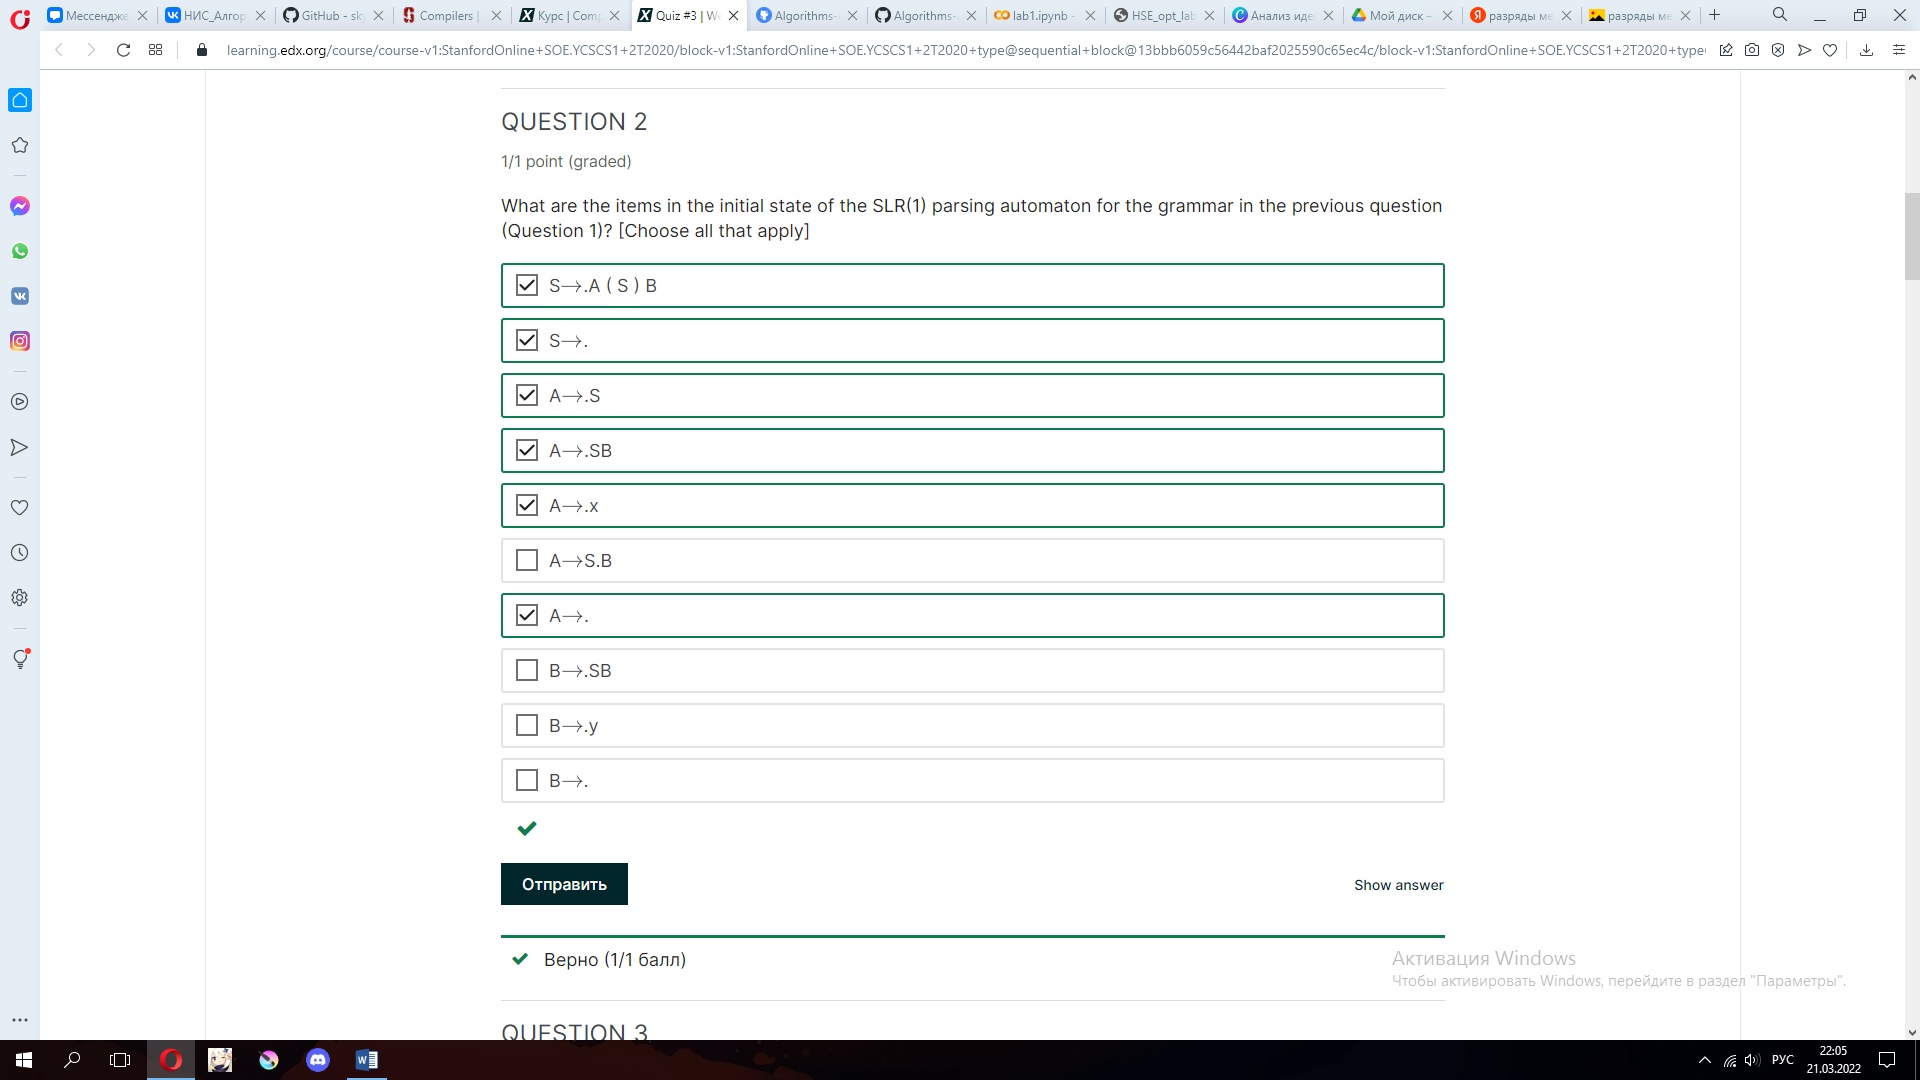 Мессендже
НИС_Алгор
GitHub - sk
Compilers |
Курс | Com
Quiz #3 | W
Algorithms-
Algorithms-
lab1.ipynb -
HSE_opt_lab
Анализ иде
Мой диск –
разряды ме
разряды ме
learning.edx.org/course/course-v1:StanfordOnline+SOE.YCSCS1+2T2020/block-v1:StanfordOnline+SOE.YCSCS1+2T2020+type@sequential+block@13bbb6059c56442baf2025590c65ec4c/block-v1:StanfordOnline+SOE.YCSCS1+2T2020+type
QUESTION 2
1/1 point (graded)
What are the items in the initial state of the SLR(1) parsing automaton for the grammar in the previous question
(Question 1)? [Choose all that apply]
S→.A ( S ) B
S→.
A→.S
A→.SB
A→.x
A→S.B
A→.
B→.SB
B→.y
B→.
Отправить
Show answer
Верно (1/1 балл)
Активация Windows
Чтобы активировать Windows, перейдите в раздел "Параметры".
QUESTION 3
РУС
22:05
21.03.2022